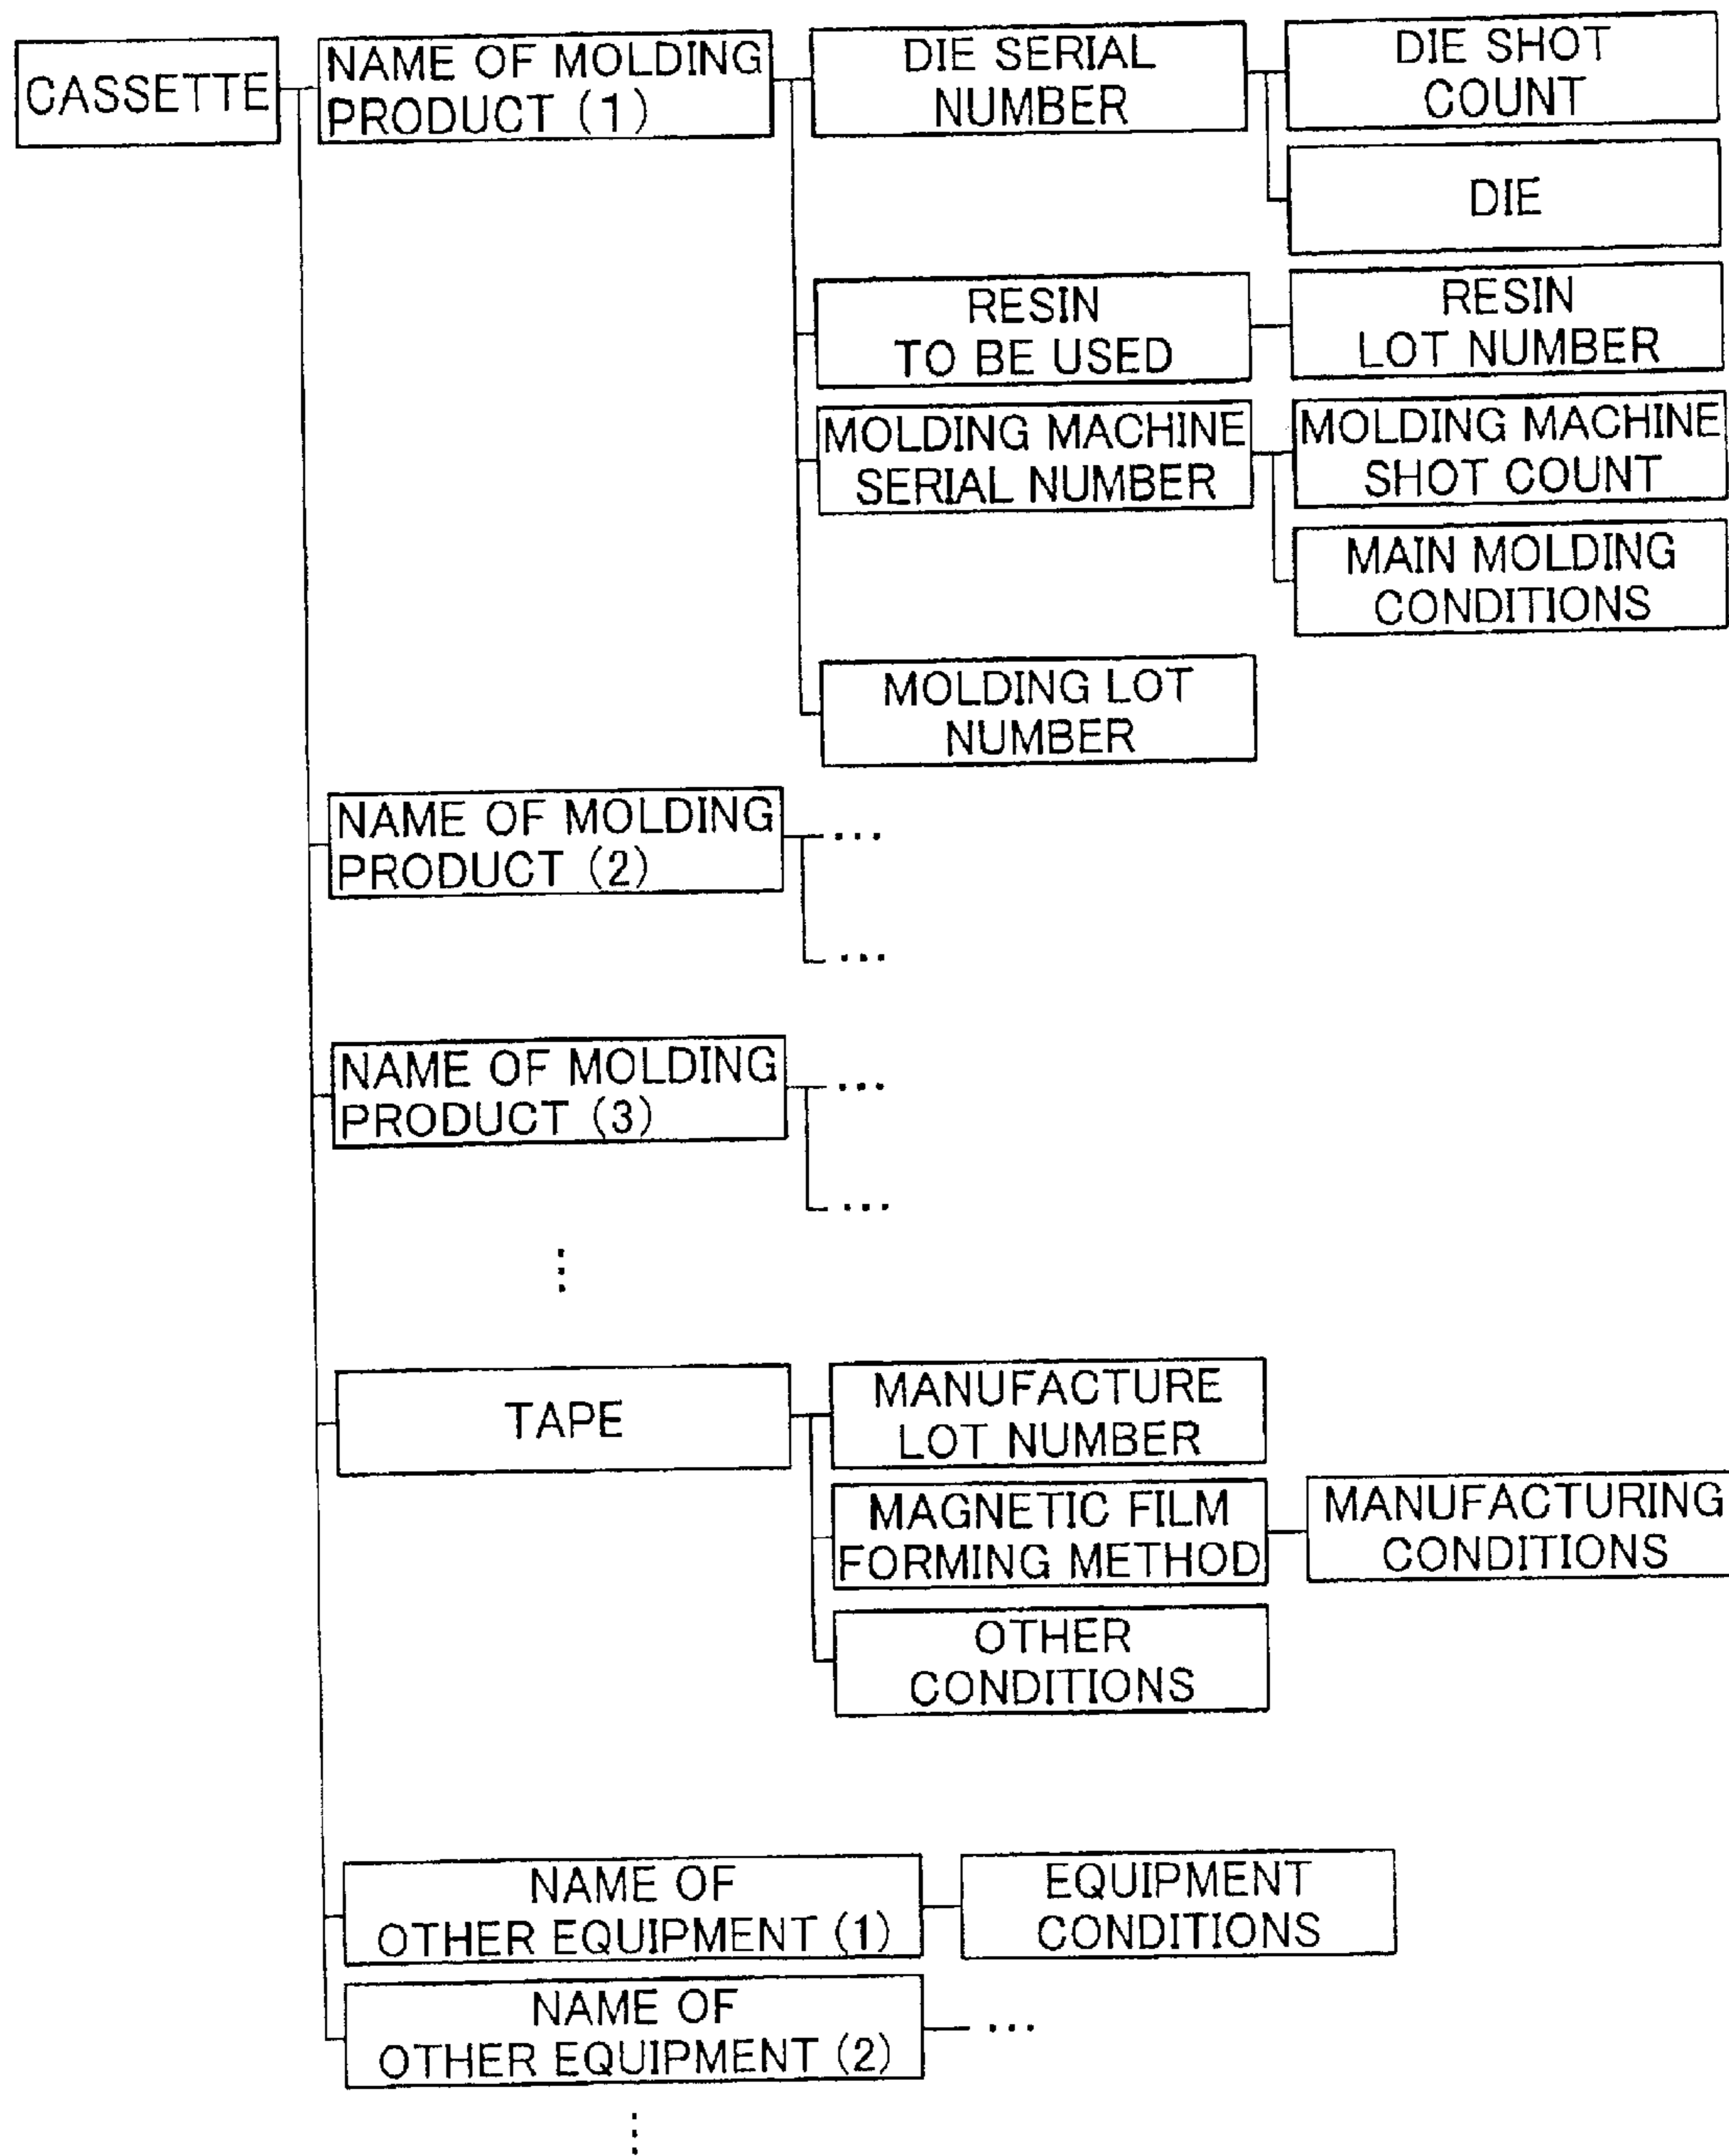 CASSETTE
NAME OF MOLDING
PRODUCT (1)
DIE SERIAL
NUMBER
DIE SHOT
COUNT
DIE
RESIN
TO BE USED
RESIN
LOT NUMBER
MOLDING MACHINE
SERIAL NUMBER
MOLDING MACHINE
SHOT COUNT
MAIN MOLDING
CONDITIONS
MOLDING LOT
NUMBER
NAME OF MOLDING
PRODUCT (2)
...
...
NAME OF MOLDING
PRODUCT (3)
...
...
⋮
TAPE
MANUFACTURE
LOT NUMBER
MAGNETIC FILM
FORMING METHOD
MANUFACTURING
CONDITIONS
OTHER
CONDITIONS
NAME OF
OTHER EQUIPMENT (1)
EQUIPMENT
CONDITIONS
NAME OF
OTHER EQUIPMENT (2)
...
⋮